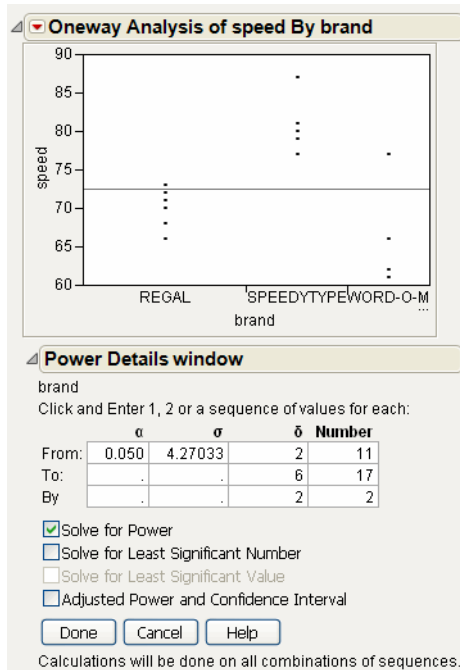 Oneway Analysis of speed By brand
90
85
80
75
70
65
60
speed
REGAL SPEEDYTYPE WORD-O-M
...
brand
Power Details window
brand
Click and Enter 1, 2 or a sequence of values for each:
α σ δ Number
From: 0.050 4.27033 2 11
To: . . 6 17
By . . 2 2
Solve for Power
Solve for Least Significant Number
Solve for Least Significant Value
Adjusted Power and Confidence Interval
Done Cancel Help
Calculations will be done on all combinations of sequences.